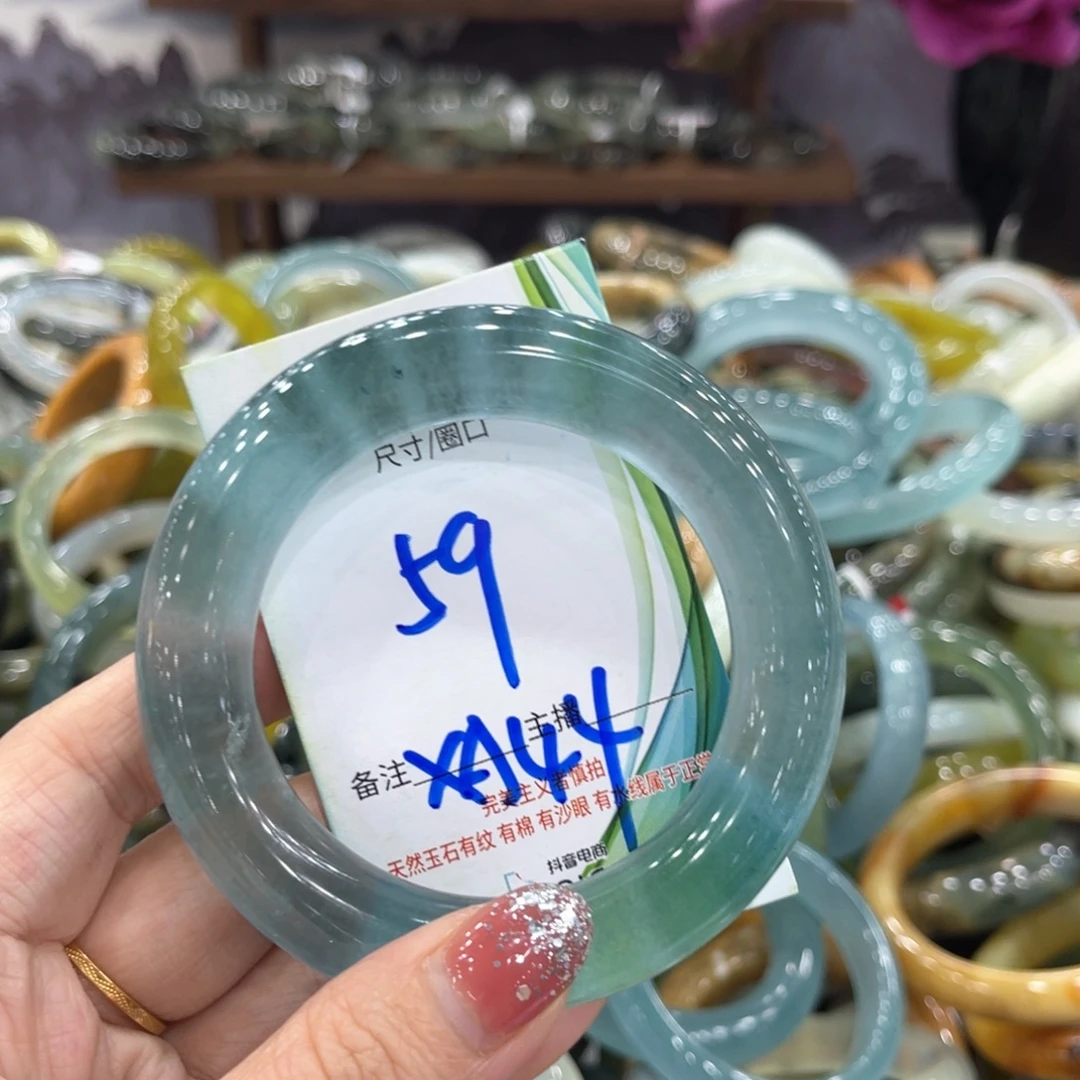 尺寸/圈口
59
主播
备注 XA144
完美主义者慎拍
天然玉石有纹 有棉 有沙眼 有水线属于正常
抖音电商